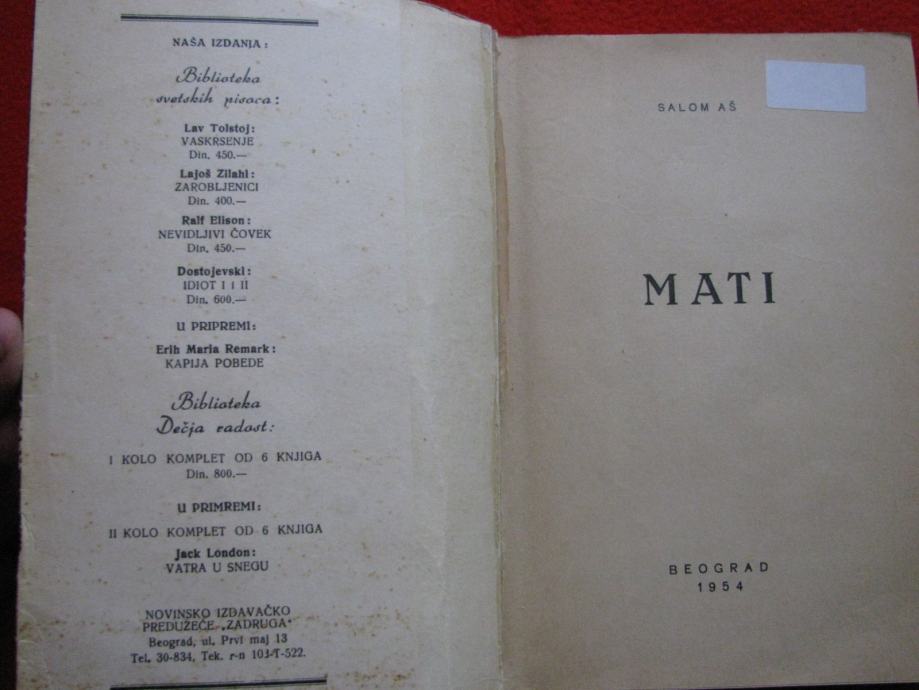 NAŠA IZDANJA:
Biblioteka
svetskih pisaca:
Lav Tolstoj:
VASKRSENJE
Din. 450.—
Lajoš Zilahi:
ZAROBLJENICI
Din. 400.—
Ralf Elison:
NEVIDLJIVI ČOVEK
Din. 450.—
Dostojevski:
IDIOT I i II
Din. 600.—
U PRIPREMI:
Erih Maria Remark:
KAPIJA POBEDE
Biblioteka
Dečja radost:
I KOLO KOMPLET OD 6 KNJIGA
Din. 800.—
U PRIMREMI:
II KOLO KOMPLET OD 6 KNJIGA
Jack London:
VATRA U SNEGU
NOVINSKO IZDAVAČKO
PREDUZEĆE „ZADRUGA"
Beograd, ul. Prvi maj 13
Tel. 30-834, Tek. r-n 103-T-522.
SALOM AŠ
MATI
BEOGRAD
1954